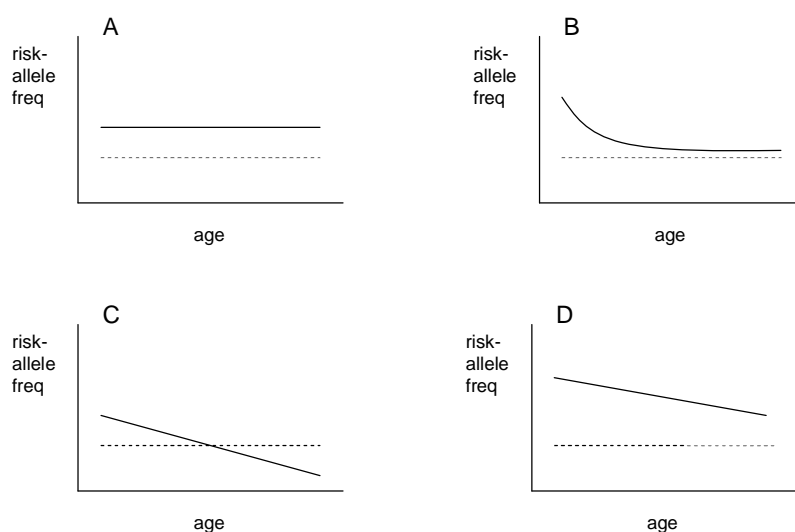 A
risk-
allele
freq
age
B
risk-
allele
freq
age
C
risk-
allele
freq
age
D
risk-
allele
freq
age